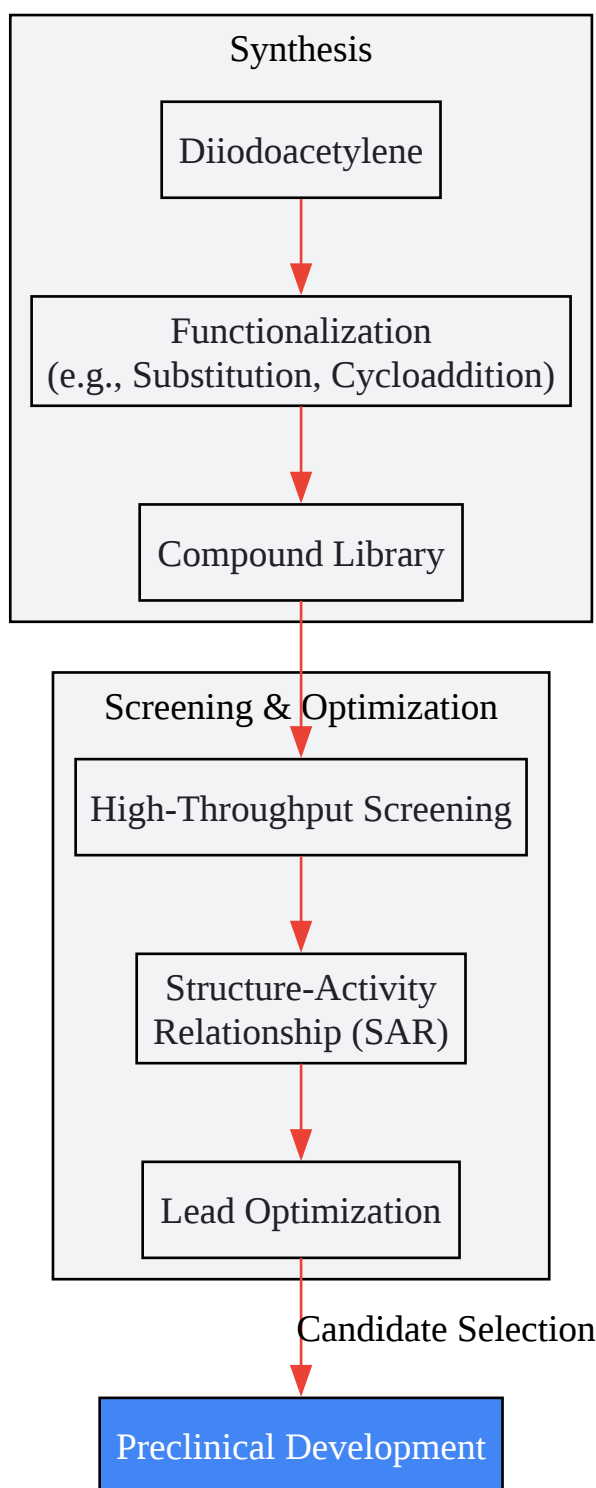 Synthesis
Diiodoacetylene
Functionalization
(e.g., Substitution, Cycloaddition)
Compound Library
Screening & Optimization
High-Throughput Screening
Structure-Activity
Relationship (SAR)
Lead Optimization
Candidate Selection
Preclinical Development